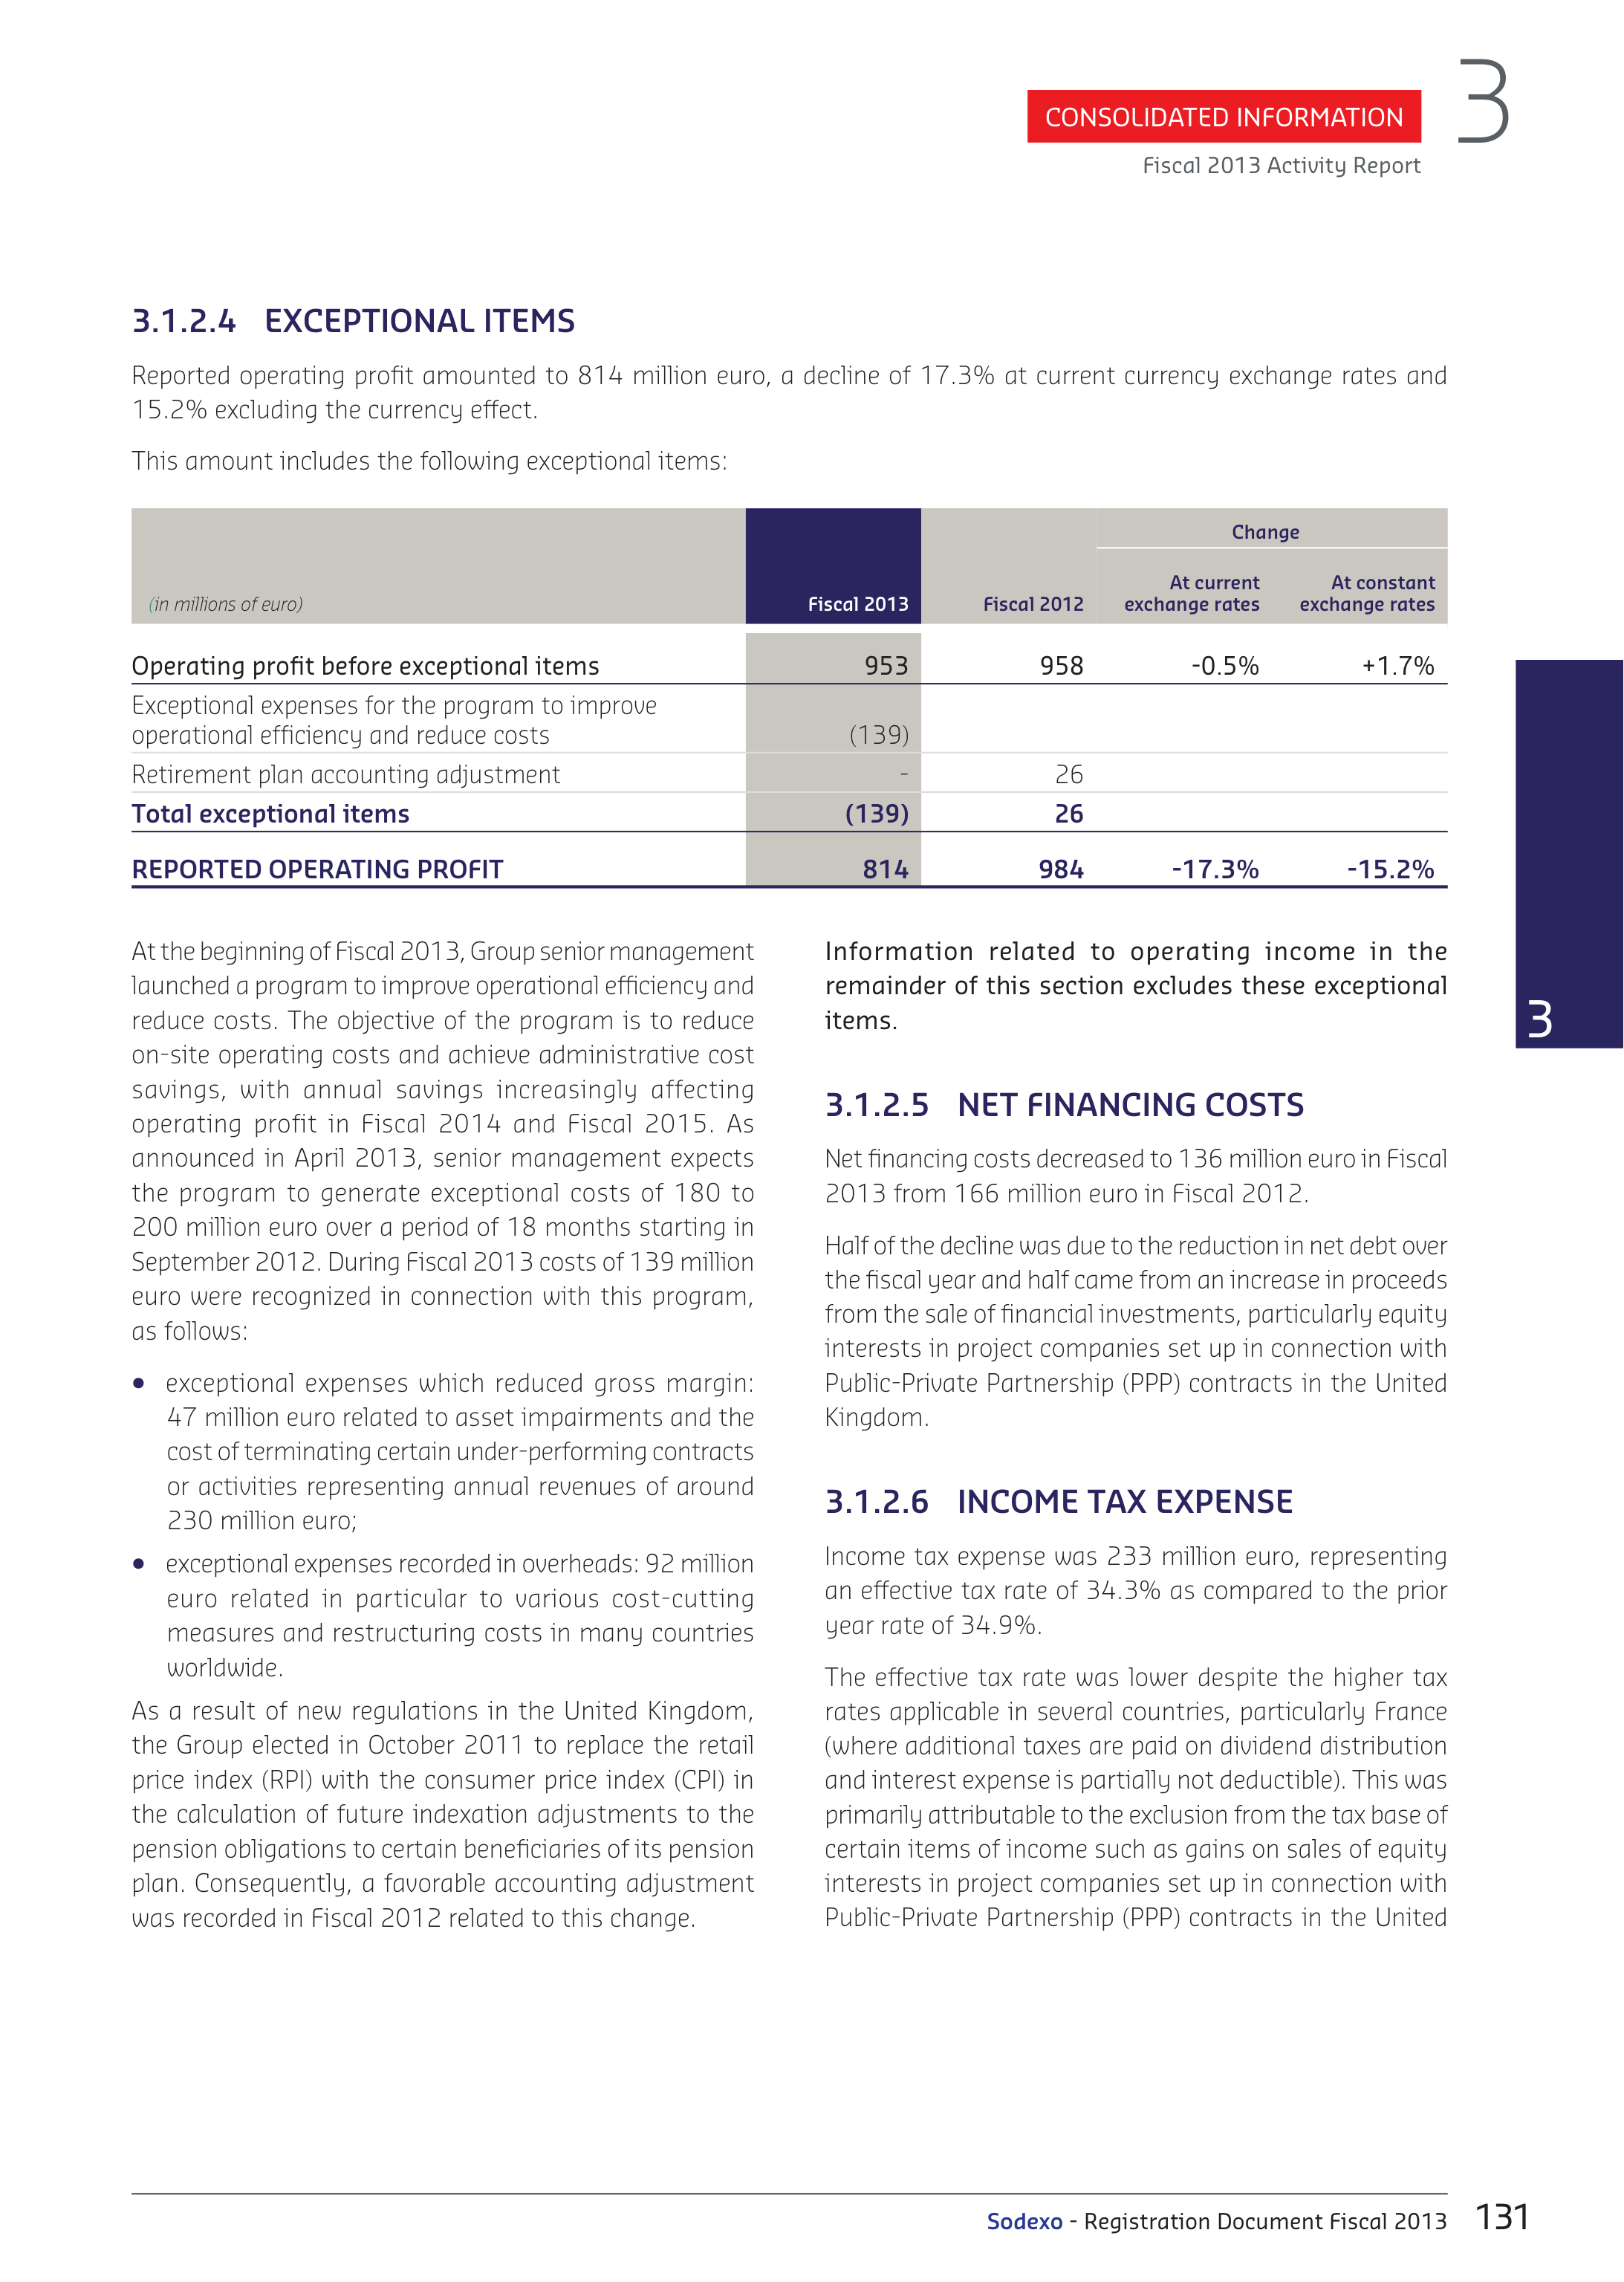 CONSOLIDATED INFORMATION
3
Fiscal 2013 Activity Report
3.1.2.4 EXCEPTIONAL ITEMS
Reported operating profit amounted to 814 million euro, a decline of 17.3% at current currency exchange rates and
15.2% excluding the currency effect.
This amount includes the following exceptional items:
Change
(in millions of euro) Fiscal 2013 Fiscal 2012 At current exchange rates At constant exchange rates
Operating profit before exceptional items 953 958 -0.5% +1.7%
Exceptional expenses for the program to improve
operational efficiency and reduce costs (139)
Retirement plan accounting adjustment - 26
Total exceptional items (139) 26
REPORTED OPERATING PROFIT 814 984 -17.3% -15.2%
At the beginning of Fiscal 2013, Group senior management
launched a program to improve operational efficiency and
reduce costs. The objective of the program is to reduce
on-site operating costs and achieve administrative cost
savings, with annual savings increasingly affecting
operating profit in Fiscal 2014 and Fiscal 2015. As
announced in April 2013, senior management expects
the program to generate exceptional costs of 180 to
200 million euro over a period of 18 months starting in
September 2012. During Fiscal 2013 costs of 139 million
euro were recognized in connection with this program,
as follows:
• exceptional expenses which reduced gross margin:
47 million euro related to asset impairments and the
cost of terminating certain under-performing contracts
or activities representing annual revenues of around
230 million euro;
• exceptional expenses recorded in overheads: 92 million
euro related in particular to various cost-cutting
measures and restructuring costs in many countries
worldwide.
As a result of new regulations in the United Kingdom,
the Group elected in October 2011 to replace the retail
price index (RPI) with the consumer price index (CPI) in
the calculation of future indexation adjustments to the
pension obligations to certain beneficiaries of its pension
plan. Consequently, a favorable accounting adjustment
was recorded in Fiscal 2012 related to this change.
Information related to operating income in the
remainder of this section excludes these exceptional
items.
3.1.2.5 NET FINANCING COSTS
Net financing costs decreased to 136 million euro in Fiscal
2013 from 166 million euro in Fiscal 2012.
Half of the decline was due to the reduction in net debt over
the fiscal year and half came from an increase in proceeds
from the sale of financial investments, particularly equity
interests in project companies set up in connection with
Public-Private Partnership (PPP) contracts in the United
Kingdom.
3.1.2.6 INCOME TAX EXPENSE
Income tax expense was 233 million euro, representing
an effective tax rate of 34.3% as compared to the prior
year rate of 34.9%.
The effective tax rate was lower despite the higher tax
rates applicable in several countries, particularly France
(where additional taxes are paid on dividend distribution
and interest expense is partially not deductible). This was
primarily attributable to the exclusion from the tax base of
certain items of income such as gains on sales of equity
interests in project companies set up in connection with
Public-Private Partnership (PPP) contracts in the United
3
Sodexo - Registration Document Fiscal 2013 131